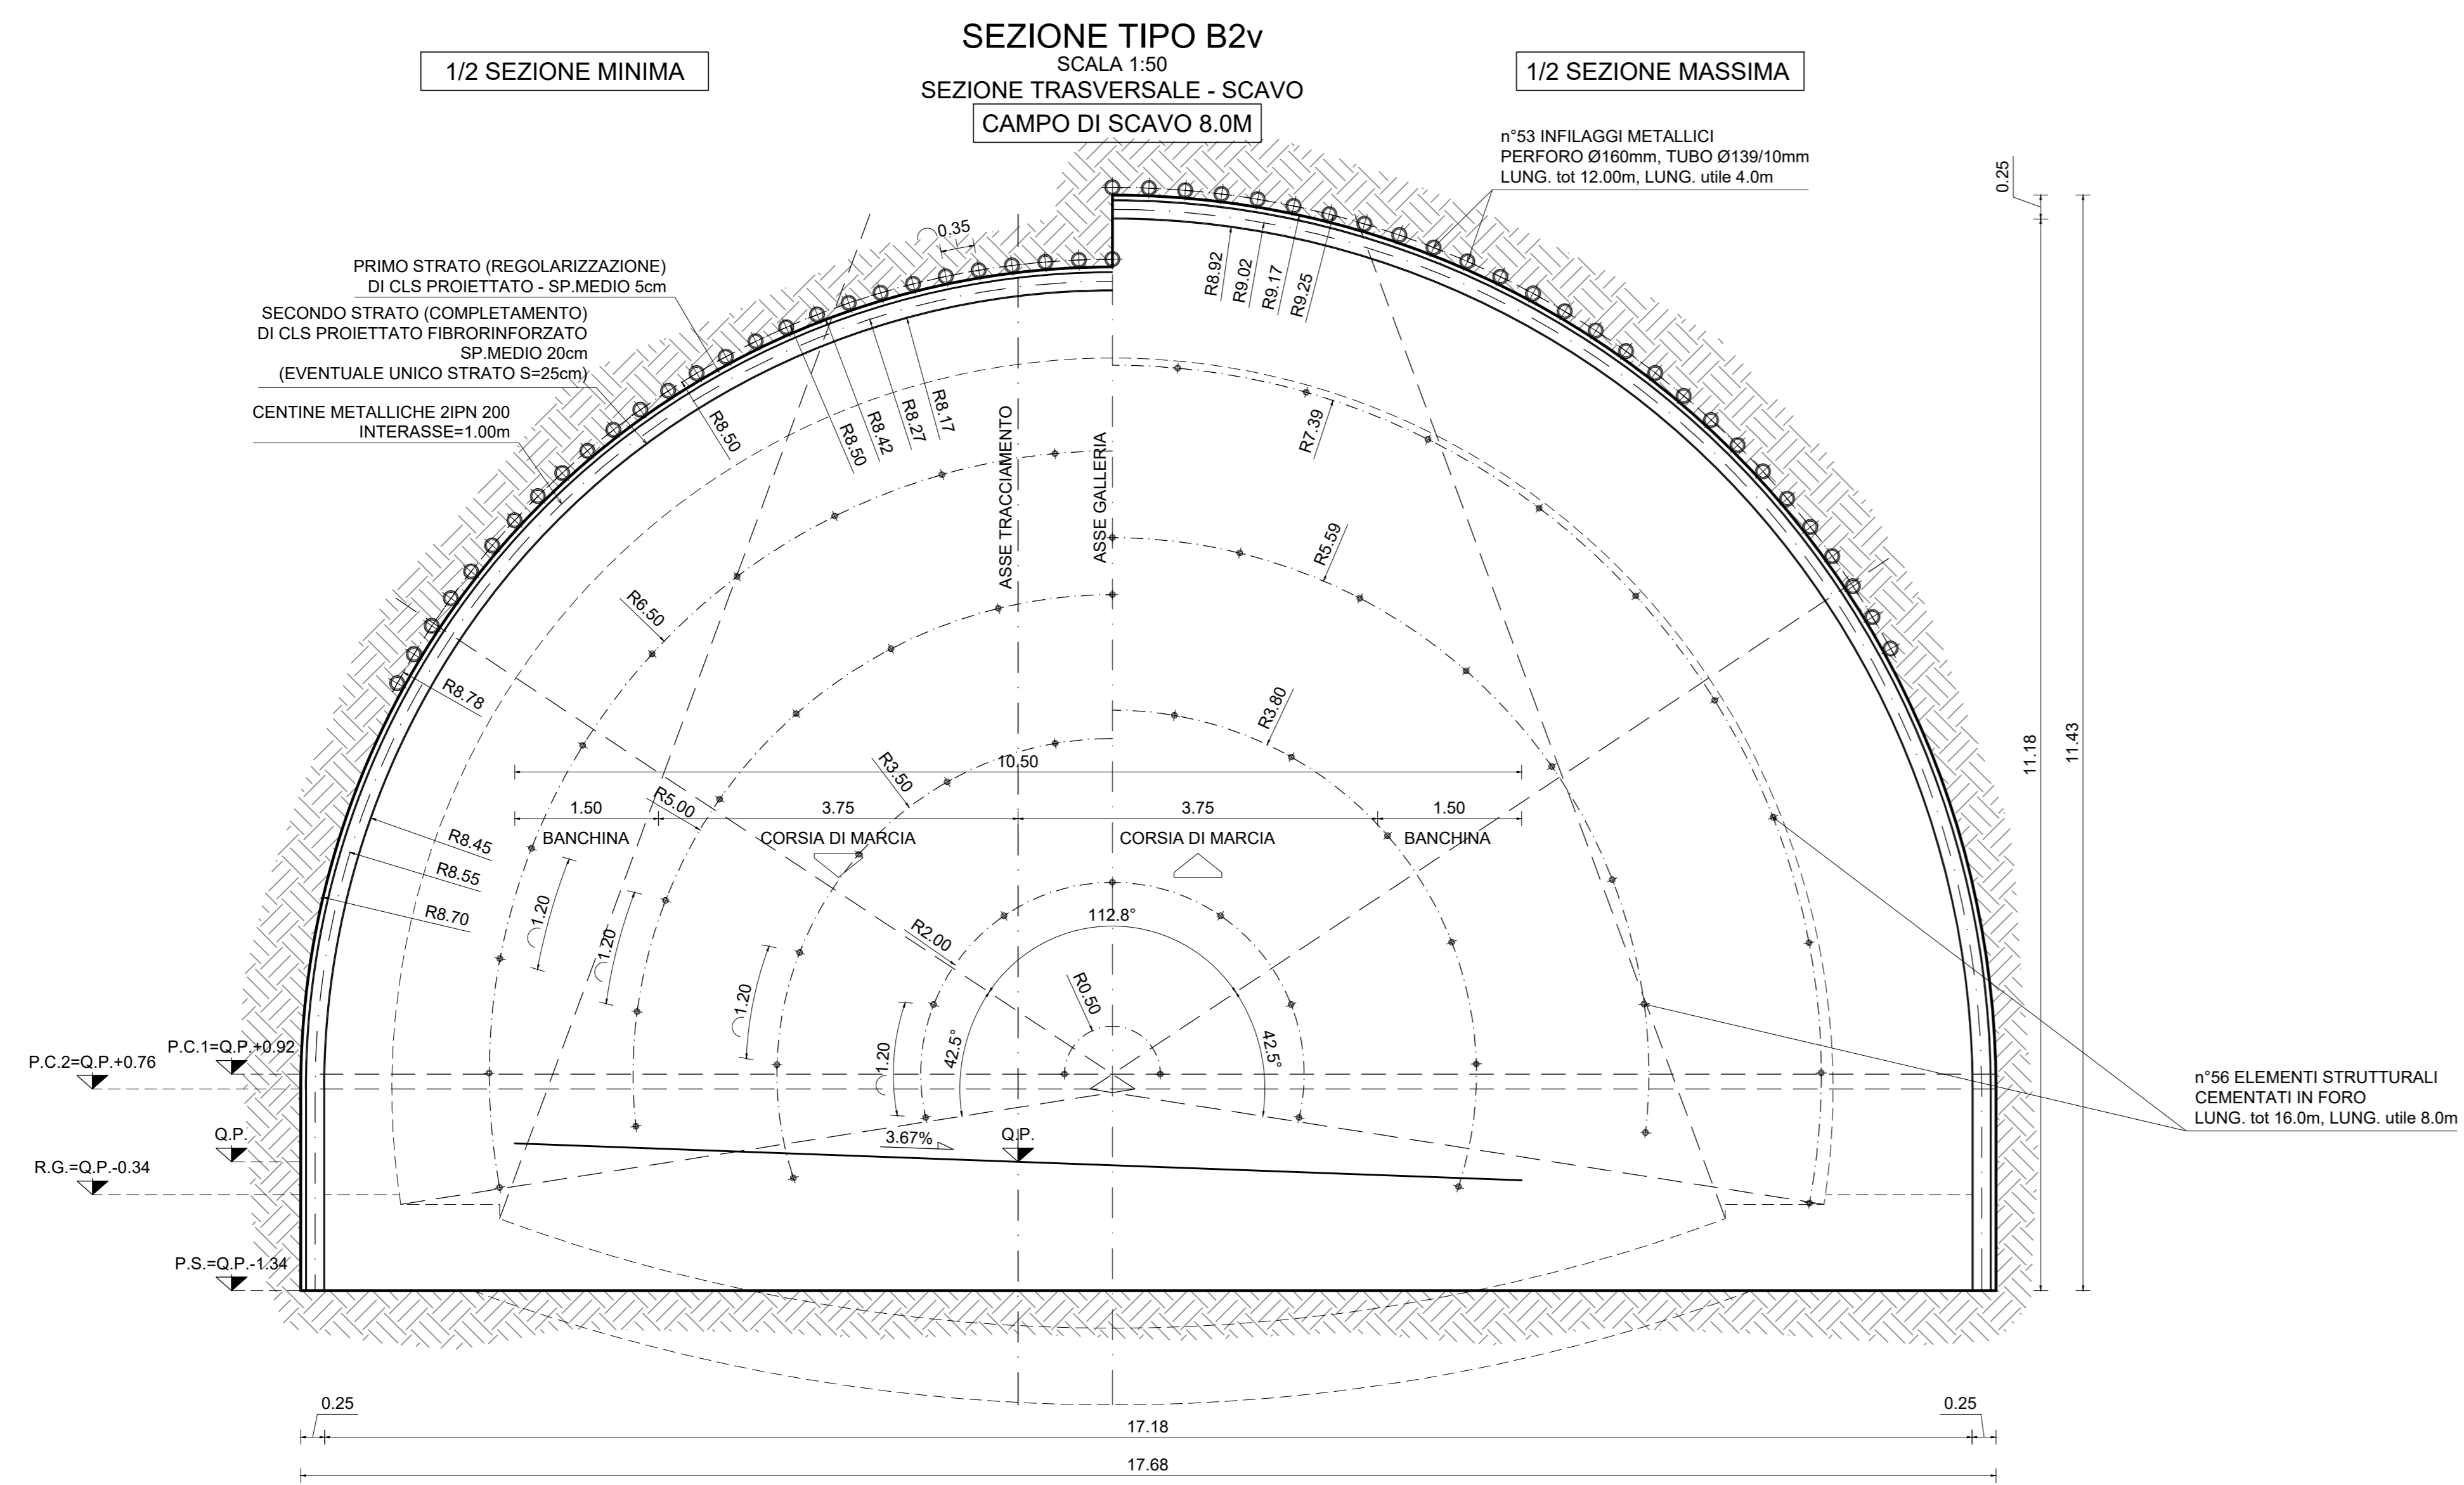 SEZIONE TIPO B2v
SCALA 1:50
SEZIONE TRASVERSALE - SCAVO
CAMPO DI SCAVO 8.0M
1/2 SEZIONE MINIMA
1/2 SEZIONE MASSIMA
n°53 INFILAGGI METALLICI
PERFORO Ø160mm, TUBO Ø139/10mm
LUNG. tot 12.00m, LUNG. utile 4.0m
0.25
0.35
PRIMO STRATO (REGOLARIZZAZIONE)
DI CLS PROIETTATO - SP.MEDIO 5cm
SECONDO STRATO (COMPLETAMENTO)
DI CLS PROIETTATO FIBRORINFORZATO
SP.MEDIO 20cm
(EVENTUALE UNICO STRATO S=25cm)
CENTINE METALLICHE 2IPN 200
INTERASSE=1.00m
R8.50
R8.50
R8.42
R8.27
R8.17
R8.92
R9.02
R9.17
R9.25
ASSE TRACCIAMENTO
ASSE GALLERIA
R7.39
R5.59
R6.50
R8.78
R3.80
R3.50
R5.00
10.50
1.50
3.75
3.75
1.50
BANCHINA
CORSIA DI MARCIA
CORSIA DI MARCIA
BANCHINA
R8.45
R8.55
R8.70
1.20
1.20
1.20
1.20
R2.00
112.8°
R0.50
42.5°
42.5°
11.18
11.43
P.C.1=Q.P.+0.92
P.C.2=Q.P.+0.76
Q.P.
R.G.=Q.P.-0.34
P.S.=Q.P.-1.34
3.67%
Q.P.
n°56 ELEMENTI STRUTTURALI
CEMENTATI IN FORO
LUNG. tot 16.0m, LUNG. utile 8.0m
0.25
17.18
0.25
17.68